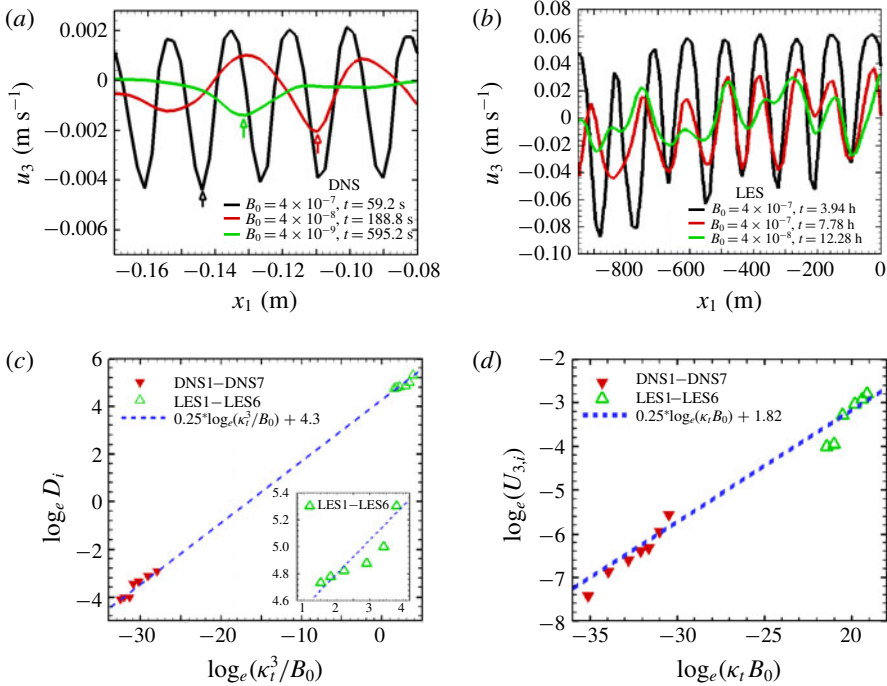 (a)
0.002
0
−0.002
−0.004
−0.006
u3 (m s−1)
DNS
B0 = 4 × 10−7, t = 59.2 s
B0 = 4 × 10−8, t = 188.8 s
B0 = 4 × 10−9, t = 595.2 s
−0.16 −0.14 −0.12 −0.10 −0.08
x1 (m)
(b)
0.08
0.06
0.04
0.02
0
−0.02
−0.04
−0.06
−0.08
−0.10
u3 (m s−1)
LES
B0 = 4 × 10−7, t = 3.94 h
B0 = 4 × 10−7, t = 7.78 h
B0 = 4 × 10−8, t = 12.28 h
−800 −600 −400 −200 0
x1 (m)
(c)
6
4
2
0
−2
−4
loge Di
DNS1−DNS7
LES1−LES6
0.25*loge(κt3/B0) + 4.3
5.4
5.2
5.0
4.8
4.6
LES1−LES6
1 2 3 4
−30 −20 −10 0
loge(κt3/B0)
(d)
−2
−3
−4
−5
−6
−7
−8
loge(U3,i)
DNS1−DNS7
LES1−LES6
0.25*loge(κtB0) + 1.82
−35 −30 −25 20
loge(κt B0)